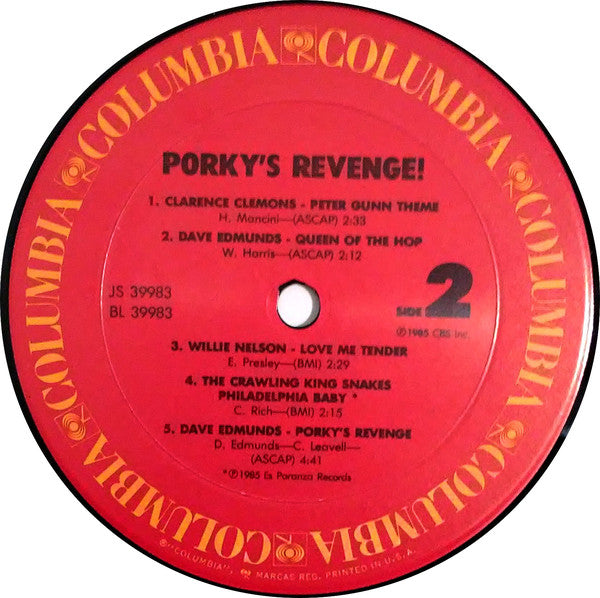 COLUMBIA COLUMBIA COLUMBIA COLUMBIA COLUMBIA COLUMBIA
PORKY'S REVENGE!
1. CLARENCE CLEMONS - PETER GUNN THEME
H. Mancini—(ASCAP) 2:33
2. DAVE EDMUNDS - QUEEN OF THE HOP
W. Harris—(ASCAP) 2:12
JS 39983
BL 39983
SIDE 2
℗1985 CBS Inc.
3. WILLIE NELSON - LOVE ME TENDER
E. Presley—(BMI) 2:29
4. THE CRAWLING KING SNAKES
PHILADELPHIA BABY *
C. Rich—(BMI) 2:15
5. DAVE EDMUNDS - PORKY'S REVENGE
D. Edmunds—C. Leavell—
(ASCAP) 4:41
*℗1985 Es Paranza Records
®"COLUMBIA", MARCAS REG. PRINTED IN U.S.A.